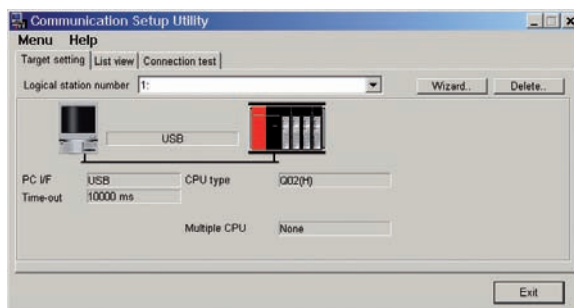 Communication Setup Utility
Menu Help
Target setting List view Connection test
Logical station number 1: Wizard.. Delete..
USB
PC I/F USB CPU type Q02(H)
Time-out 10000 ms
Multiple CPU None
Exit